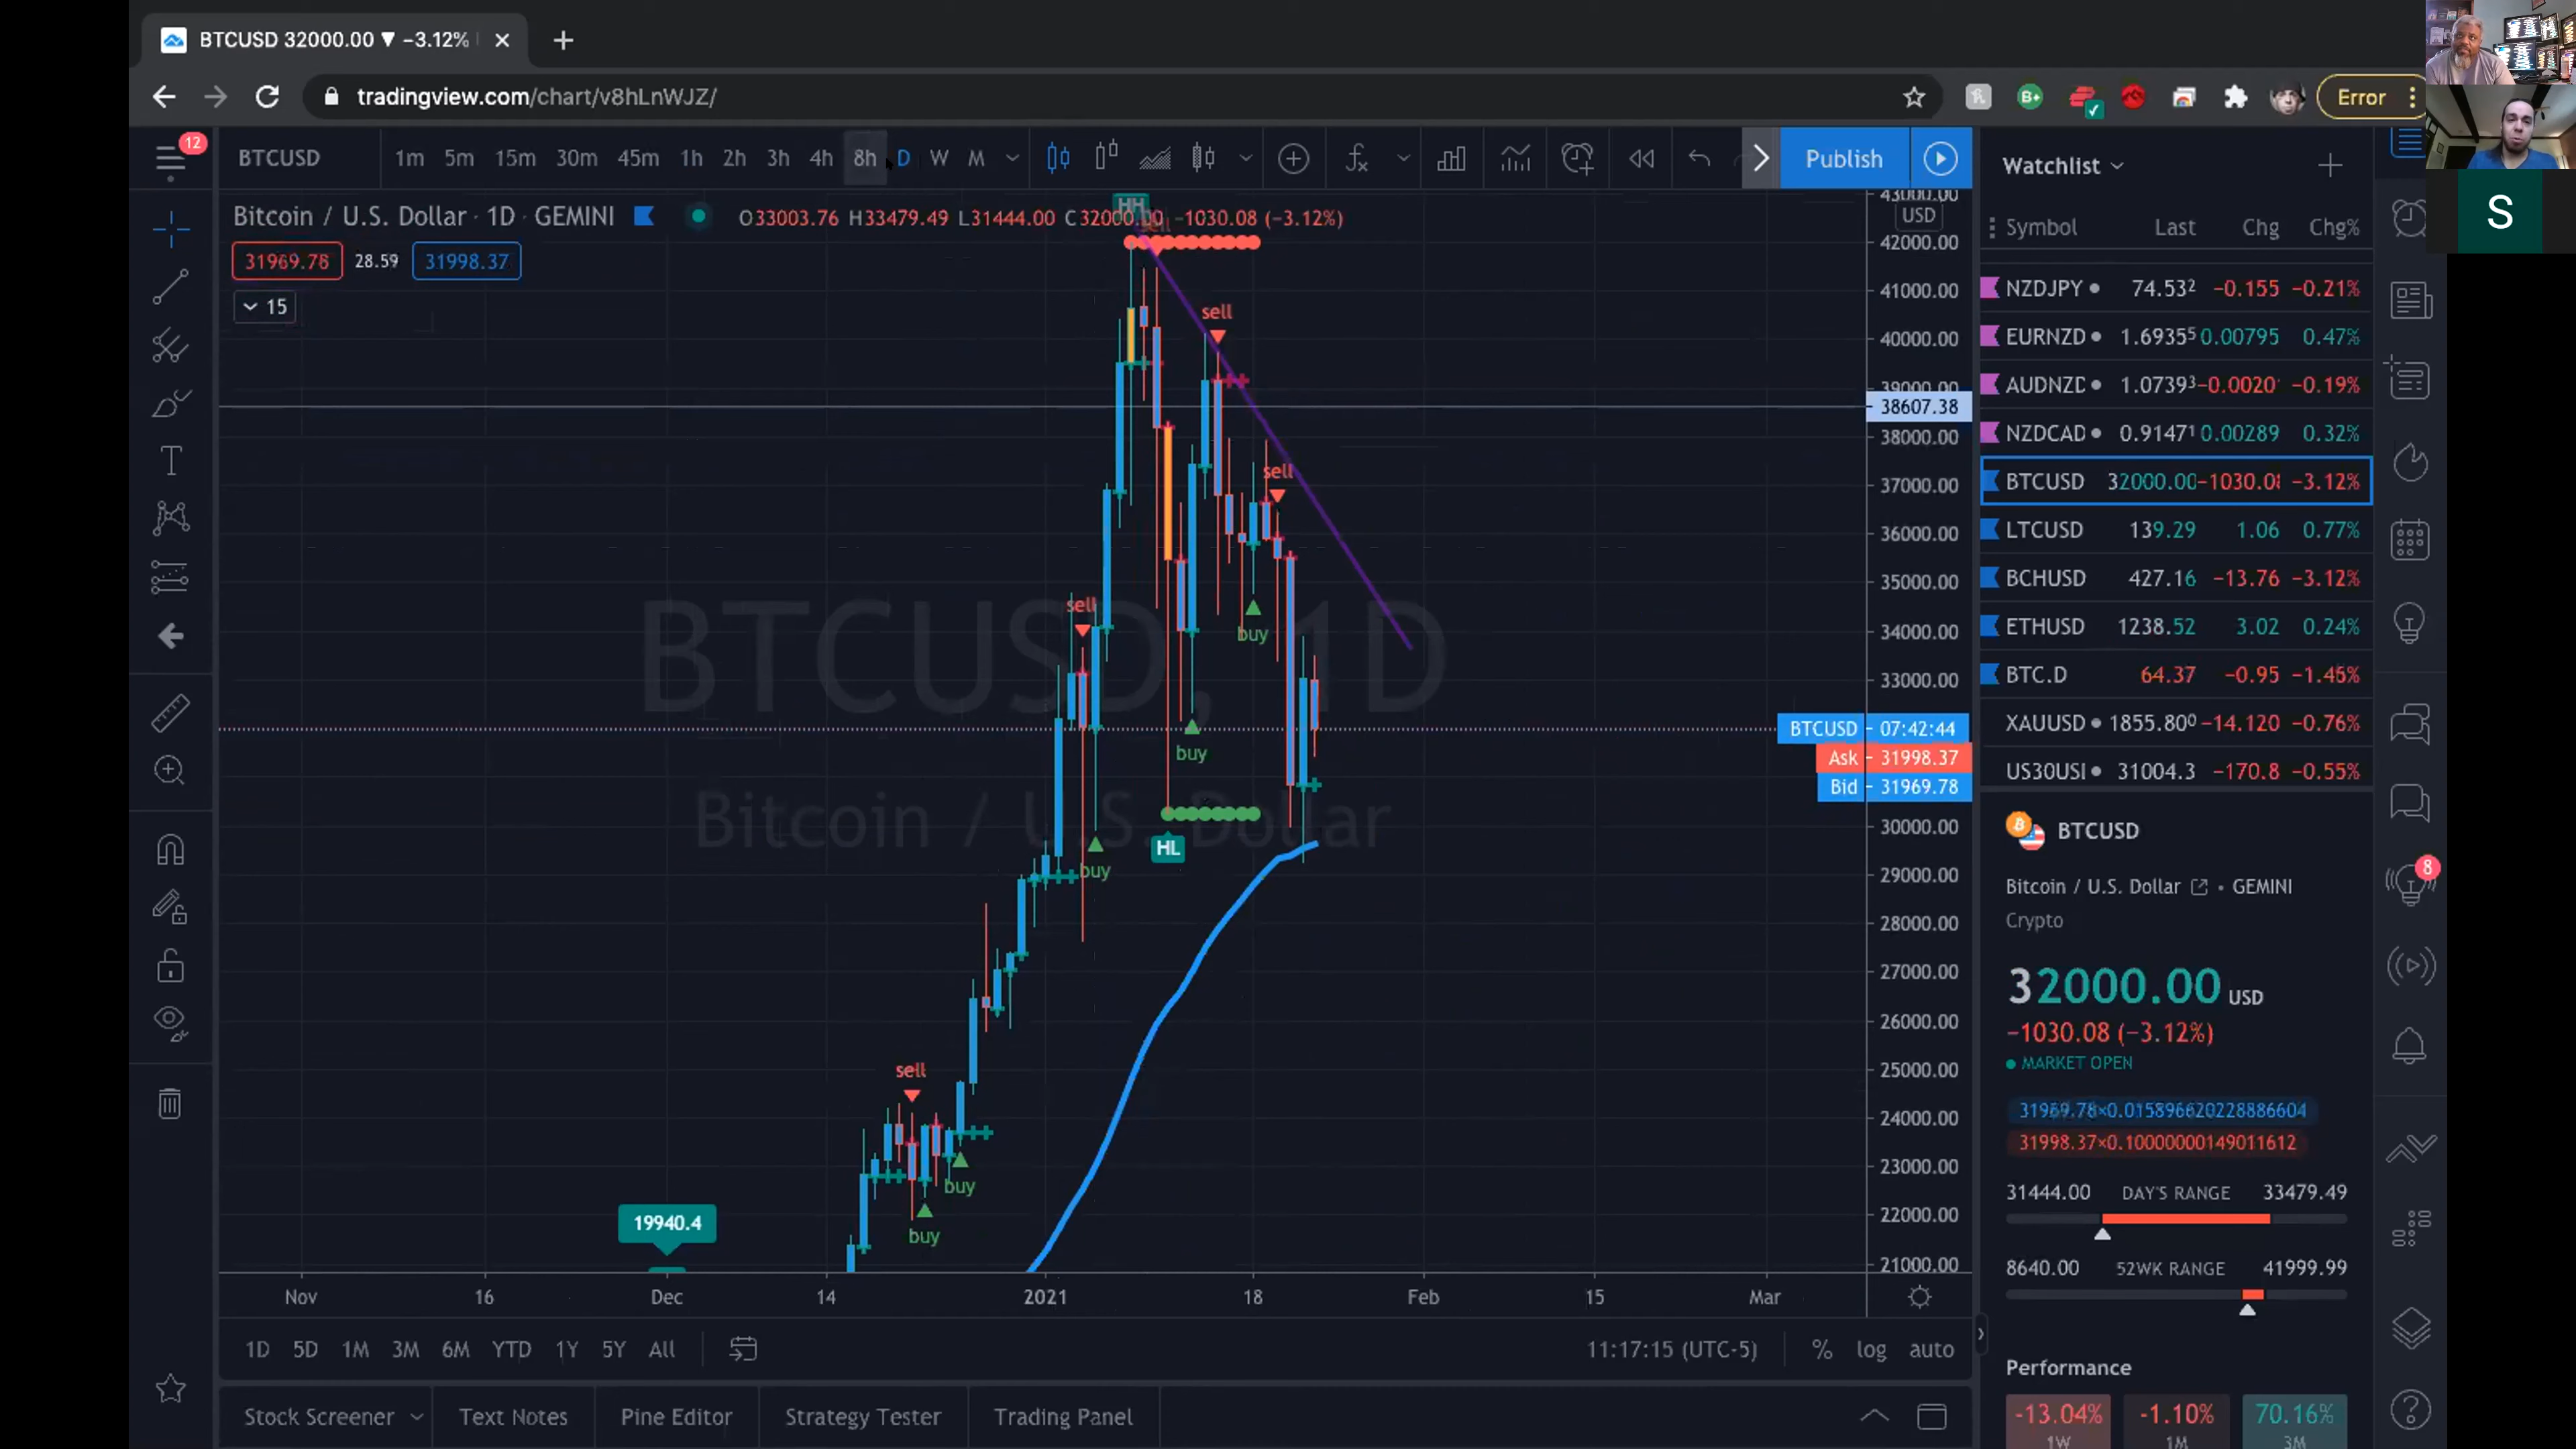 BTCUSD 32000.00 ▼ −3.12%
tradingview.com/chart/v8hLnWJZ/
Error
12
BTCUSD 1m 5m 15m 30m 45m 1h 2h 3h 4h 8h D W M
Publish
Bitcoin / U.S. Dollar · 1D · GEMINI
O33003.76 H33479.49 L31444.00 C32000.00 −1030.08 (−3.12%)
31969.78 28.59 31998.37
15
HH
sell
sell
sell
buy
sell
buy
HL
buy
sell
buy
buy
19940.4
BTCUSD, 1D
Bitcoin / U.S. Dollar
43000.00
USD
42000.00
41000.00
40000.00
39000.00
38607.38
38000.00
37000.00
36000.00
35000.00
34000.00
33000.00
BTCUSD 07:42:44
Ask 31998.37
Bid 31969.78
30000.00
29000.00
28000.00
27000.00
26000.00
25000.00
24000.00
23000.00
22000.00
21000.00
Nov 16 Dec 14 2021 18 Feb 15 Mar
1D 5D 1M 3M 6M YTD 1Y 5Y All
11:17:15 (UTC-5) % log auto
Stock Screener Text Notes Pine Editor Strategy Tester Trading Panel
Watchlist
Symbol Last Chg Chg%
NZDJPY 74.532 −0.155 −0.21%
EURNZD 1.69355 0.00795 0.47%
AUDNZD 1.07393 −0.0020 −0.19%
NZDCAD 0.91471 0.00289 0.32%
BTCUSD 32000.00 −1030.08 −3.12%
LTCUSD 139.29 1.06 0.77%
BCHUSD 427.16 −13.76 −3.12%
ETHUSD 1238.52 3.02 0.24%
BTC.D 64.37 −0.95 −1.45%
XAUUSD 1855.800 −14.120 −0.76%
US30USI 31004.3 −170.8 −0.55%
BTCUSD
Bitcoin / U.S. Dollar · GEMINI
Crypto
32000.00 USD
−1030.08 (−3.12%)
MARKET OPEN
31969.78×0.015896620228886604
31998.37×0.10000000149011612
31444.00 DAY'S RANGE 33479.49
8640.00 52WK RANGE 41999.99
Performance
-13.04% -1.10% 70.16%
1W 1M 3M
8
S